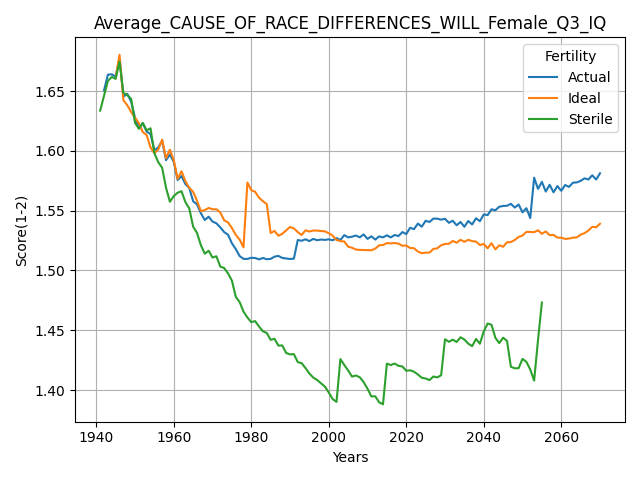 Average_CAUSE_OF_RACE_DIFFERENCES_WILL_Female_Q3_IQ
Fertility
Actual
Ideal
Sterile
1.65
1.60
1.55
1.50
1.45
1.40
Score(1-2)
1940
1960
1980
2000
2020
2040
2060
Years